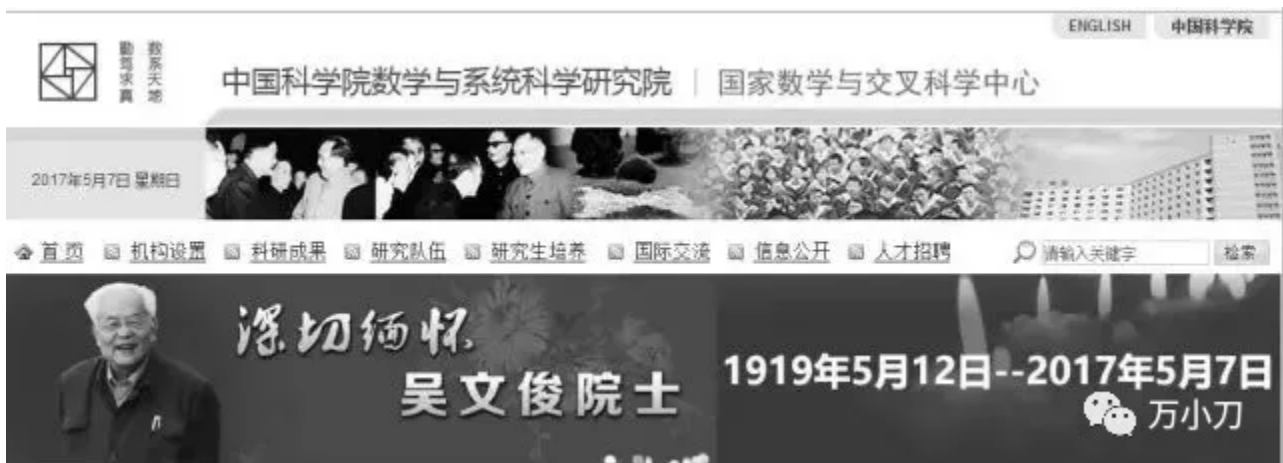 ENGLISH 中国科学院
数系天地
勤笃求真
中国科学院数学与系统科学研究院 | 国家数学与交叉科学中心
2017年5月7日 星期日
首页 机构设置 科研成果 研究队伍 研究生培养 国际交流 信息公开 人才招聘 请输入关键字 检索
深切缅怀
吴文俊院士
1919年5月12日--2017年5月7日
万小刀